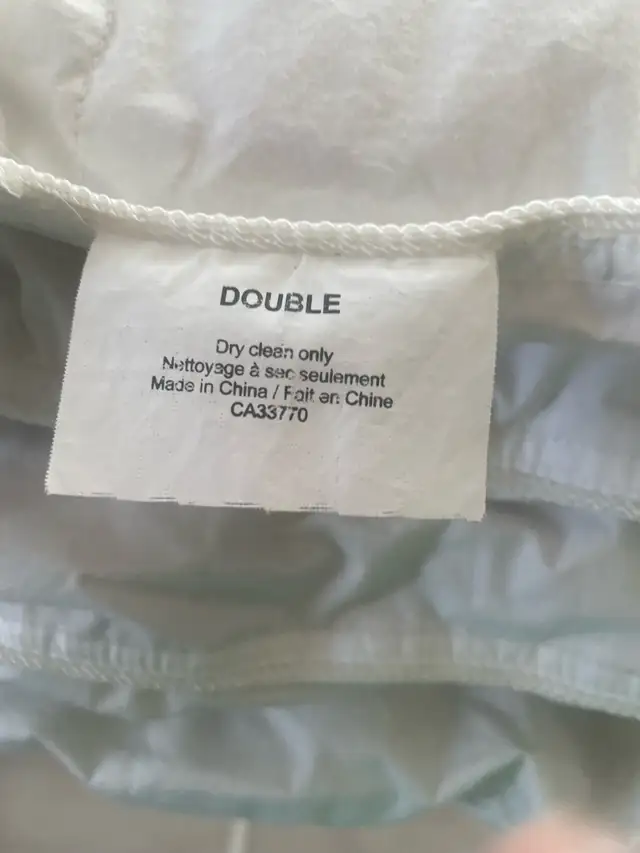 DOUBLE
Dry clean only
Nettoyage à sec seulement
Made in China / Fait en Chine
CA33770